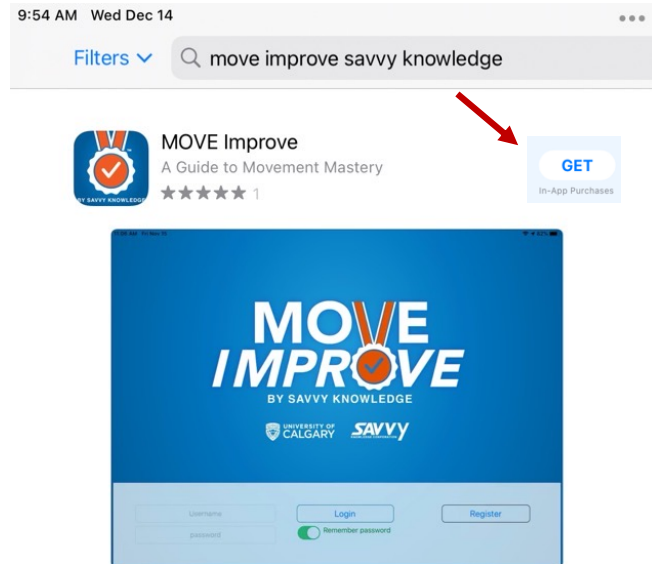 9:54 AM Wed Dec 14
Filters
move improve savvy knowledge
MOVE Improve
A Guide to Movement Mastery
1
GET
In-App Purchases
BY SAVVY KNOWLEDGE
MOVE
IMPROVE
BY SAVVY KNOWLEDGE
UNIVERSITY OF
CALGARY
SAVVY
Username
Login
Register
password
Remember password